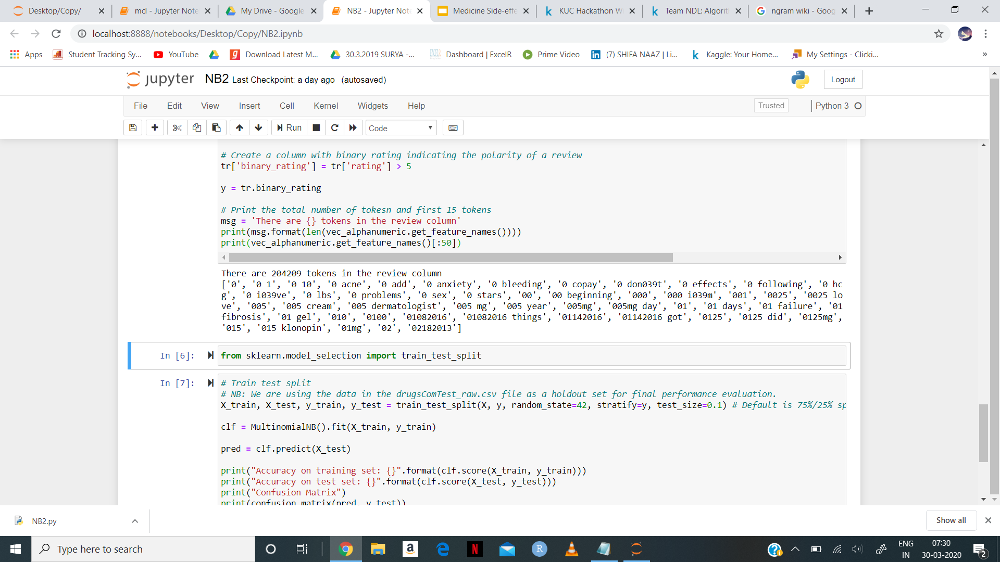 Desktop/Copy/
mcl - Jupyter Note
My Drive - Google
NB2 - Jupyter Note
Medicine Side-effe
KUC Hackathon Wi
Team NDL: Algorit
ngram wiki - Goog
localhost:8888/notebooks/Desktop/Copy/NB2.ipynb
Apps
Student Tracking Sy...
YouTube
Download Latest M...
30.3.2019 SURYA -...
Dashboard | ExcelR
Prime Video
(7) SHIFA NAAZ | Li...
Kaggle: Your Home...
My Settings - Clicki...
»
jupyter NB2 Last Checkpoint: a day ago (autosaved)
Logout
File Edit View Insert Cell Kernel Widgets Help
Trusted
Python 3
Run
Code
# Create a column with binary rating indicating the polarity of a review
tr['binary_rating'] = tr['rating'] > 5
y = tr.binary_rating
# Print the total number of tokesn and first 15 tokens
msg = 'There are {} tokens in the review column'
print(msg.format(len(vec_alphanumeric.get_feature_names())))
print(vec_alphanumeric.get_feature_names()[:50])
There are 204209 tokens in the review column
['0', '0 1', '0 10', '0 acne', '0 add', '0 anxiety', '0 bleeding', '0 copay', '0 don039t', '0 effects', '0 following', '0 hc
g', '0 i039ve', '0 lbs', '0 problems', '0 sex', '0 stars', '00', '00 beginning', '000', '000 i039m', '001', '0025', '0025 lo
ve', '005', '005 cream', '005 dermatologist', '005 mg', '005 year', '005mg', '005mg day', '01', '01 days', '01 failure', '01
fibrosis', '01 gel', '010', '0100', '01082016', '01082016 things', '01142016', '01142016 got', '0125', '0125 did', '0125mg',
'015', '015 klonopin', '01mg', '02', '02182013']
In [6]:
from sklearn.model_selection import train_test_split
In [7]:
# Train test split
# NB: We are using the data in the drugsComTest_raw.csv file as a holdout set for final performance evaluation.
X_train, X_test, y_train, y_test = train_test_split(X, y, random_state=42, stratify=y, test_size=0.1) # Default is 75%/25% sp
clf = MultinomialNB().fit(X_train, y_train)
pred = clf.predict(X_test)
print("Accuracy on training set: {}".format(clf.score(X_train, y_train)))
print("Accuracy on test set: {}".format(clf.score(X_test, y_test)))
print("Confusion Matrix")
print(confusion_matrix(pred, y_test))
NB2.py
Show all
Type here to search
ENG
IN
07:30
30-03-2020
2